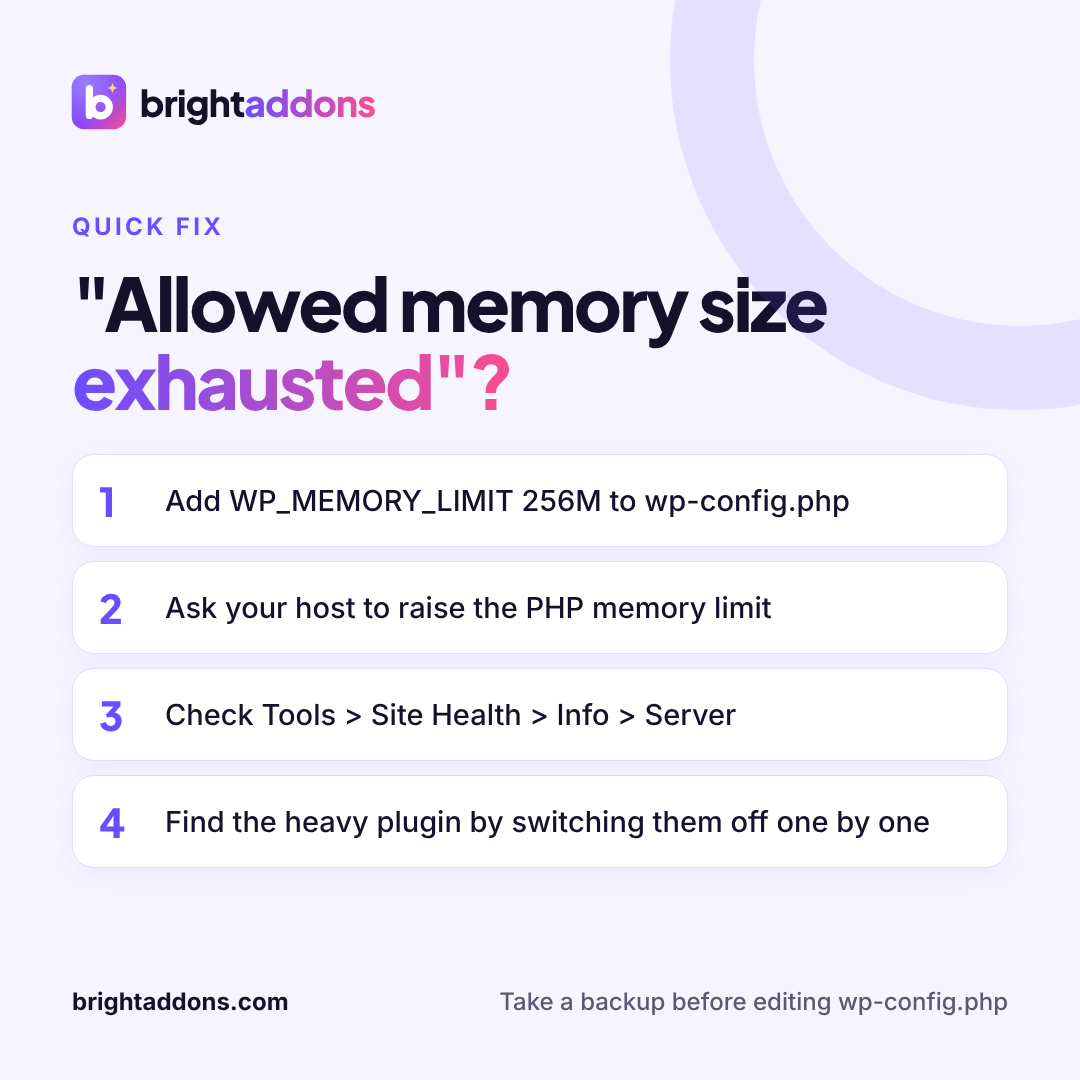 brightaddons
QUICK FIX
"Allowed memory size
exhausted"?
1 Add WP_MEMORY_LIMIT 256M to wp-config.php
2 Ask your host to raise the PHP memory limit
3 Check Tools > Site Health > Info > Server
4 Find the heavy plugin by switching them off one by one
brightaddons.com
Take a backup before editing wp-config.php